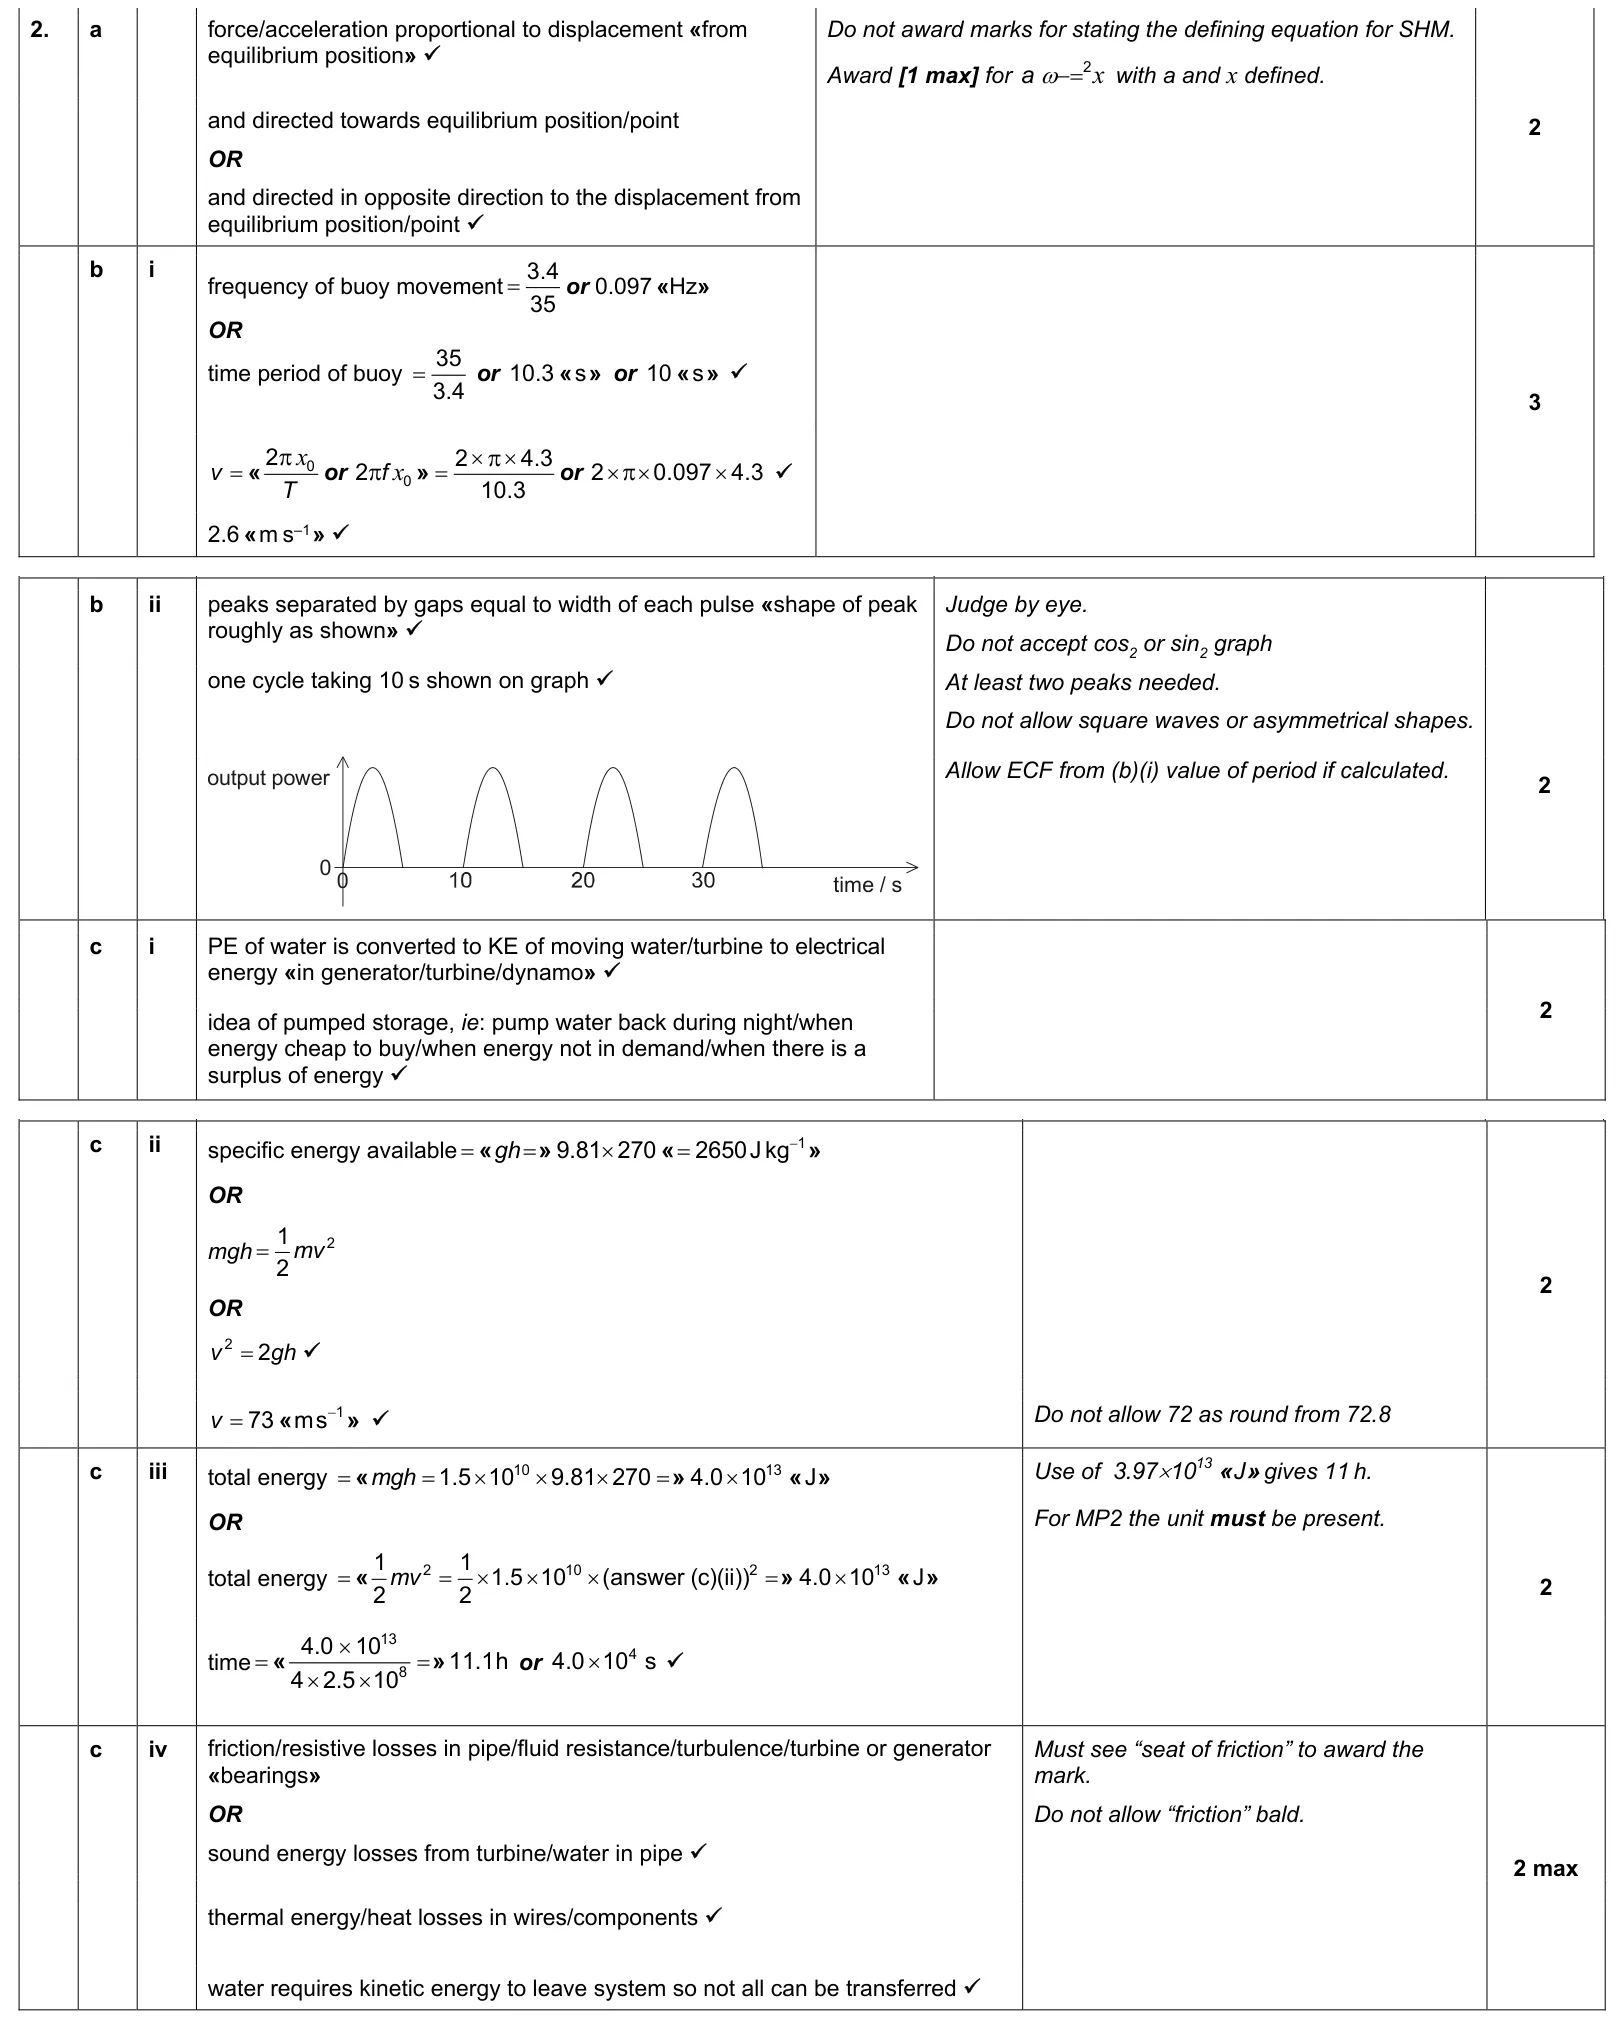 2. a force/acceleration proportional to displacement «from
equilibrium position» ✓
and directed towards equilibrium position/point
OR
and directed in opposite direction to the displacement from
equilibrium position/point ✓
Do not award marks for stating the defining equation for SHM.
Award [1 max] for a ω−=²x with a and x defined.
2
b i frequency of buoy movement = 3.4/35 or 0.097 «Hz»
OR
time period of buoy = 35/3.4 or 10.3 «s» or 10 «s» ✓
v = «2πx₀/T or 2πfx₀» = 2×π×4.3/10.3 or 2×π×0.097×4.3 ✓
2.6 «m s⁻¹» ✓
3
b ii peaks separated by gaps equal to width of each pulse «shape of peak
roughly as shown» ✓
one cycle taking 10 s shown on graph ✓
output power
0
0 10 20 30 time / s
Judge by eye.
Do not accept cos₂ or sin₂ graph
At least two peaks needed.
Do not allow square waves or asymmetrical shapes.
Allow ECF from (b)(i) value of period if calculated.
2
c i PE of water is converted to KE of moving water/turbine to electrical
energy «in generator/turbine/dynamo» ✓
idea of pumped storage, ie: pump water back during night/when
energy cheap to buy/when energy not in demand/when there is a
surplus of energy ✓
2
c ii specific energy available = «gh=» 9.81×270 «= 2650 J kg⁻¹»
OR
mgh = 1/2 mv²
OR
v² = 2gh ✓
v = 73 «m s⁻¹» ✓
Do not allow 72 as round from 72.8
2
c iii total energy = «mgh = 1.5×10¹⁰×9.81×270 =» 4.0×10¹³ «J»
OR
total energy = «1/2 mv² = 1/2 ×1.5×10¹⁰×(answer (c)(ii))² =» 4.0×10¹³ «J»
time = «4.0×10¹³/4×2.5×10⁸ =» 11.1h or 4.0×10⁴ s ✓
Use of 3.97×10¹³ «J» gives 11 h.
For MP2 the unit must be present.
2
c iv friction/resistive losses in pipe/fluid resistance/turbulence/turbine or generator
«bearings»
OR
sound energy losses from turbine/water in pipe ✓
thermal energy/heat losses in wires/components ✓
water requires kinetic energy to leave system so not all can be transferred ✓
Must see “seat of friction” to award the
mark.
Do not allow “friction” bald.
2 max